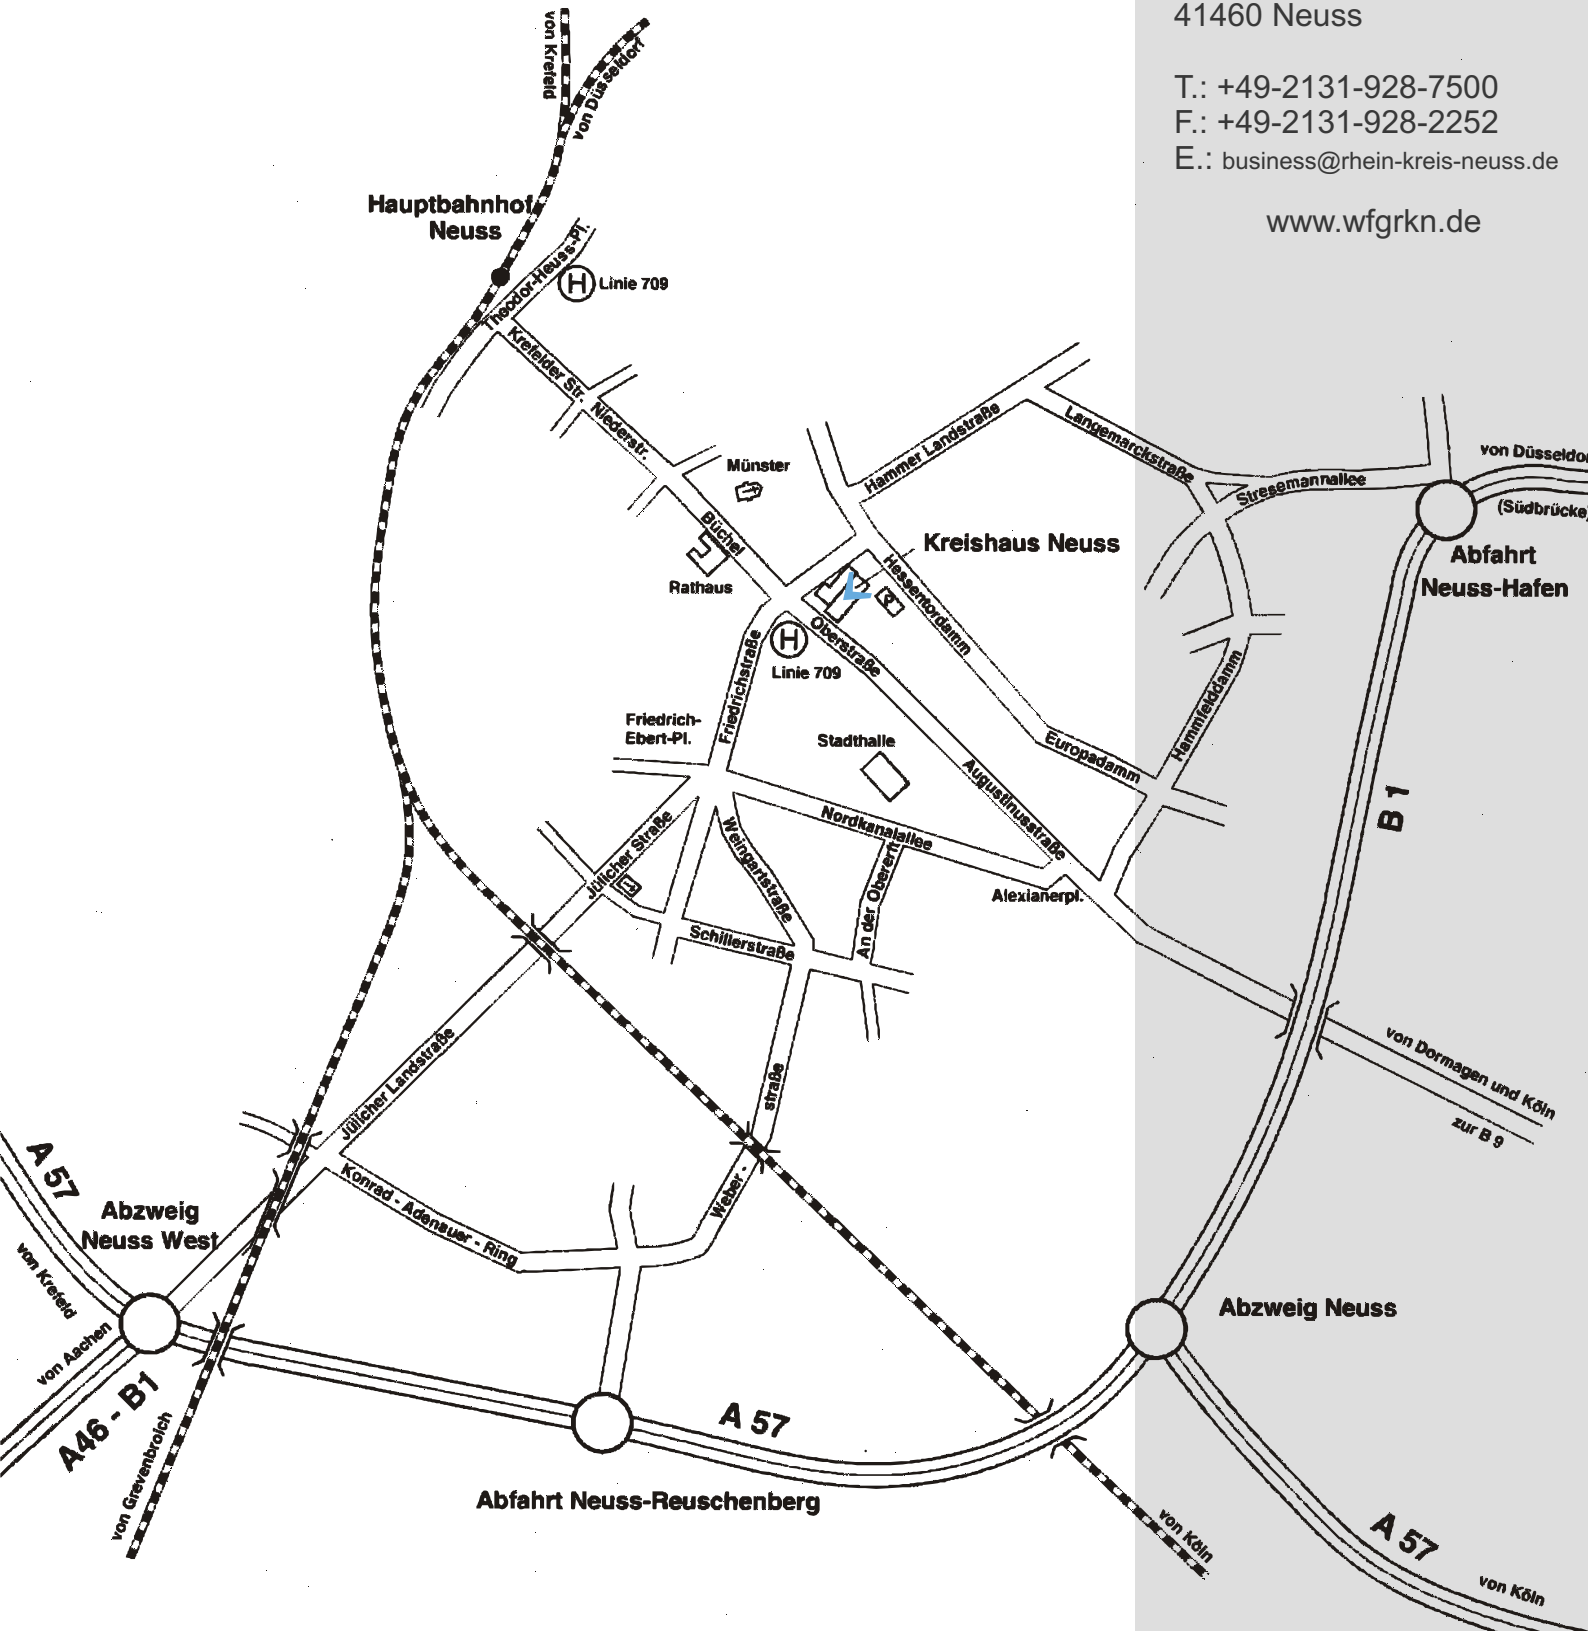 41460 Neuss
T.: +49-2131-928-7500
F.: +49-2131-928-2252
E.: business@rhein-kreis-neuss.de
www.wfgrkn.de
von Krefeld
von Düsseldorf
Hauptbahnhof
Neuss
Theodor-Heuss-Pl.
H Linie 709
Krefelder Str.
Niederstr.
Münster
Büchel
Rathaus
Hammer Landstraße
Langemarckstraße
Stresemannallee
von Düsseldo
(Südbrücke)
Abfahrt
Neuss-Hafen
Kreishaus Neuss
Hessentordamm
Oberstraße
H
Linie 709
Friedrichstraße
Friedrich-
Ebert-Pl.
Stadthalle
Europadamm
Hammfelddamm
Augustinusstraße
B 1
Nordkanalallee
Jülicher Straße
Weingartstraße
An der Obererft
Alexianerpl.
Schillerstraße
Jülicher Landstraße
straße
Weber -
von Dormagen und Köln
zur B 9
A 57
Abzweig
Neuss West
von Krefeld
von Aachen
A46 - B1
von Grevenbroich
Konrad - Adenauer - Ring
Abzweig Neuss
A 57
Abfahrt Neuss-Reuschenberg
von Köln
A 57
von Köln